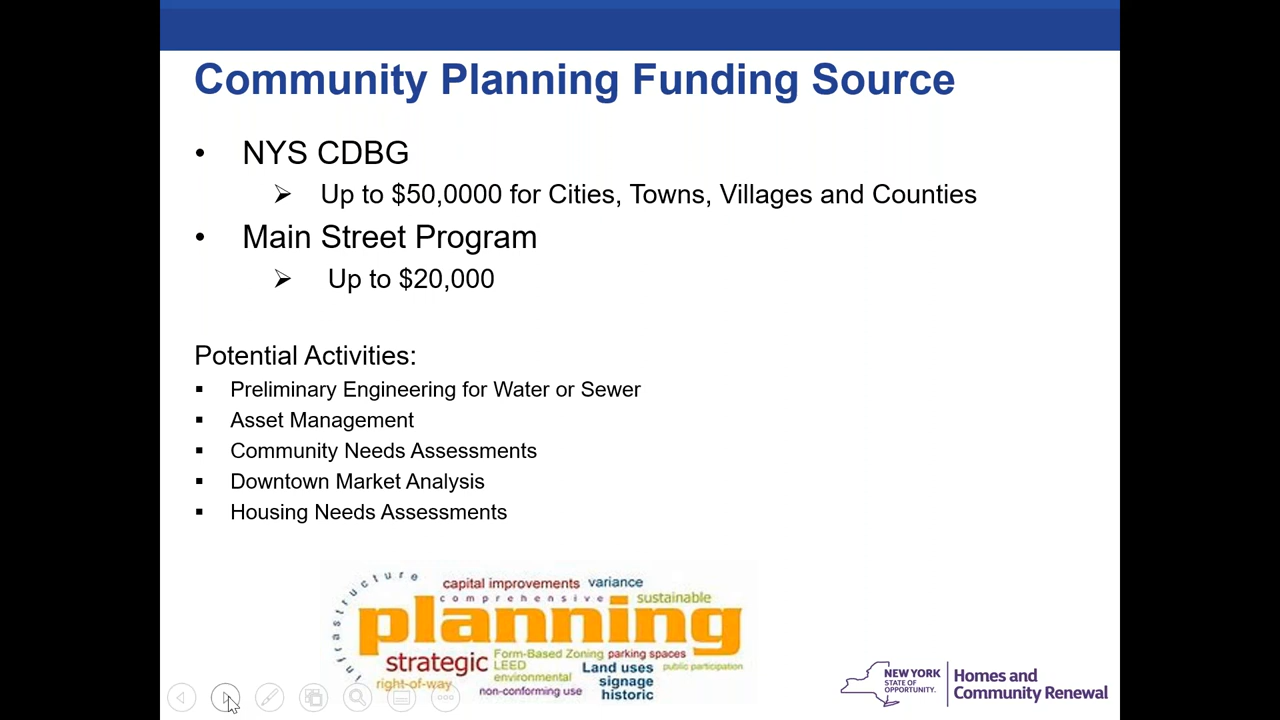 Community Planning Funding Source
• NYS CDBG
➢ Up to $50,0000 for Cities, Towns, Villages and Counties
• Main Street Program
➢ Up to $20,000
Potential Activities:
▪ Preliminary Engineering for Water or Sewer
▪ Asset Management
▪ Community Needs Assessments
▪ Downtown Market Analysis
▪ Housing Needs Assessments
infrastructure
capital improvements variance
comprehensive sustainable
planning
strategic Form-Based Zoning parking spaces
LEED Land uses public participation
environmental signage
right-of-way non-conforming use historic
NEW YORK
STATE OF
OPPORTUNITY.
Homes and
Community Renewal